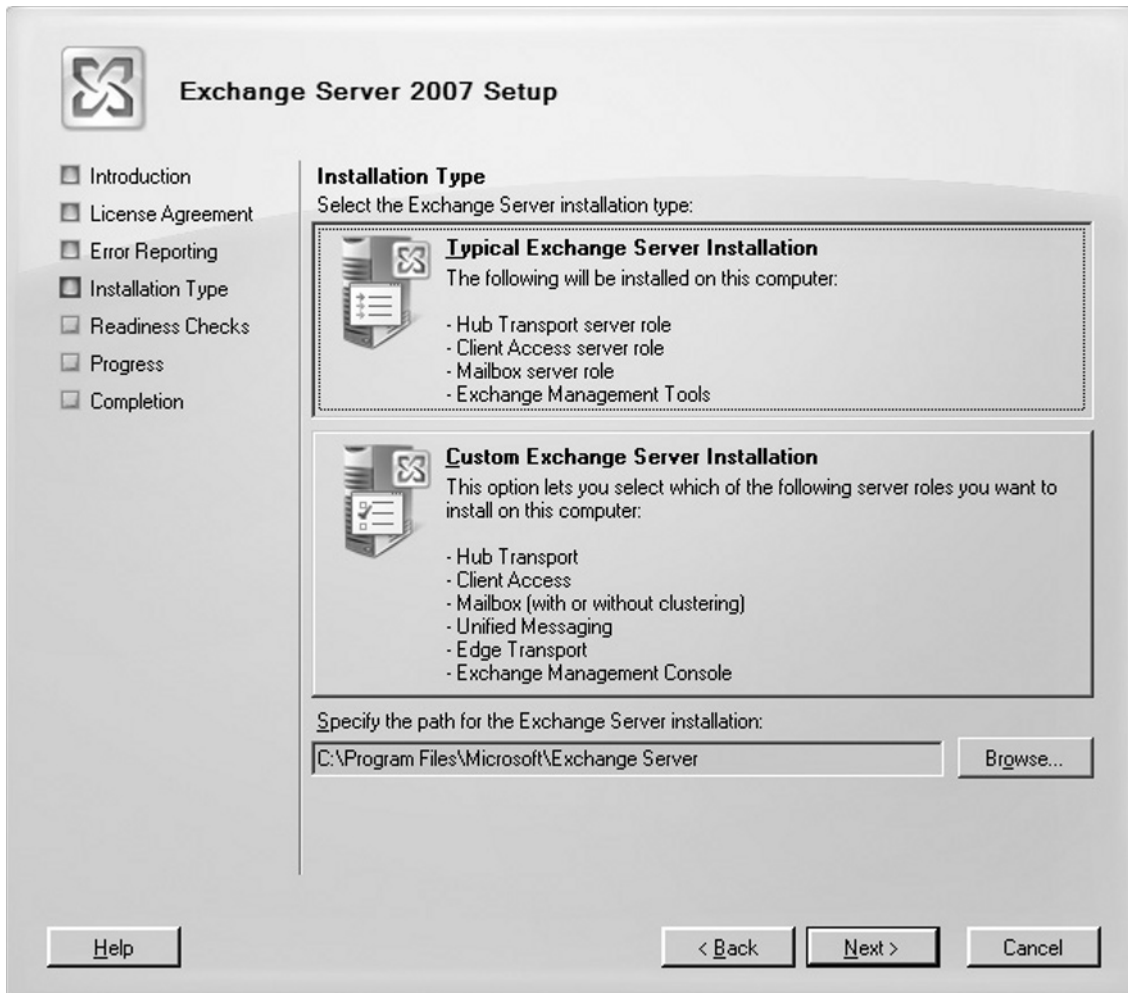 Exchange Server 2007 Setup
Introduction
License Agreement
Error Reporting
Installation Type
Readiness Checks
Progress
Completion
Installation Type
Select the Exchange Server installation type:
Typical Exchange Server Installation
The following will be installed on this computer:
- Hub Transport server role
- Client Access server role
- Mailbox server role
- Exchange Management Tools
Custom Exchange Server Installation
This option lets you select which of the following server roles you want to
install on this computer:
- Hub Transport
- Client Access
- Mailbox (with or without clustering)
- Unified Messaging
- Edge Transport
- Exchange Management Console
Specify the path for the Exchange Server installation:
C:\Program Files\Microsoft\Exchange Server
Browse...
Help
< Back
Next >
Cancel